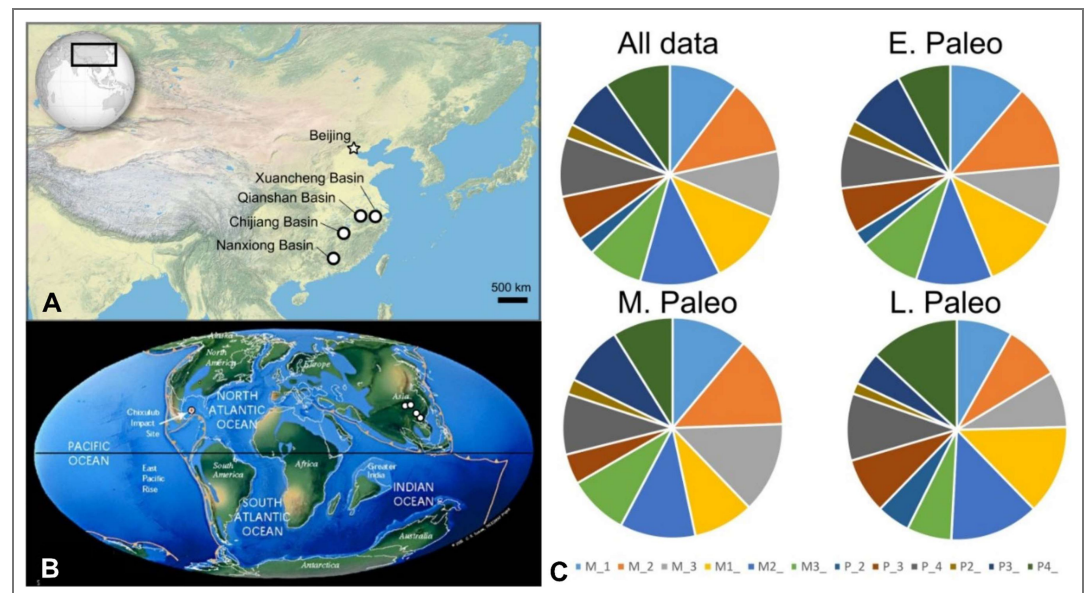 Beijing
Xuancheng Basin
Qianshan Basin
Chijiang Basin
Nanxiong Basin
500 km
A
Alaska
North
America
Europe
Asia
NORTH
ATLANTIC
OCEAN
Chixulub
Impact
Site
PACIFIC
OCEAN
East
Pacific
Rise
South
America
Africa
Greater
India
INDIAN
OCEAN
SOUTH
ATLANTIC
OCEAN
Australia
Antarctica
B
All data
E. Paleo
M. Paleo
L. Paleo
C
M_1 M_2 M_3 M1_ M2_ M3_ P_2 P_3 P_4 P2_ P3_ P4_